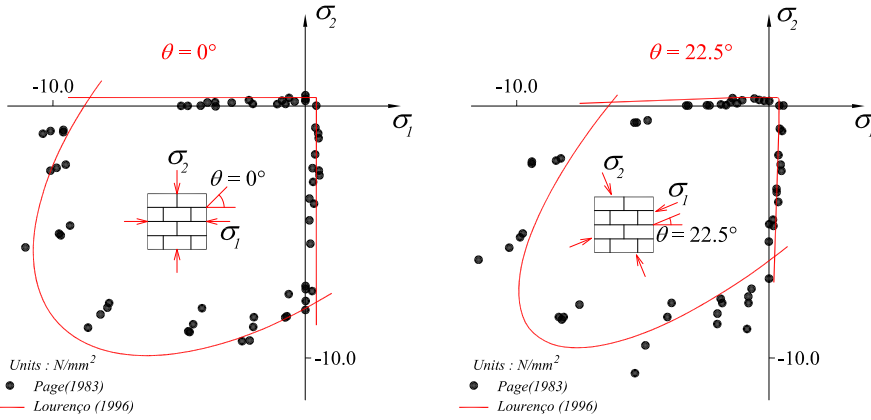 σ2
θ = 0°
-10.0
σ1
σ2
θ = 0°
σ1
-10.0
Units : N/mm²
Page(1983)
Lourenço (1996)
σ2
θ = 22.5°
-10.0
σ1
σ2
σ1
θ = 22.5°
-10.0
Units : N/mm²
Page(1983)
Lourenço (1996)